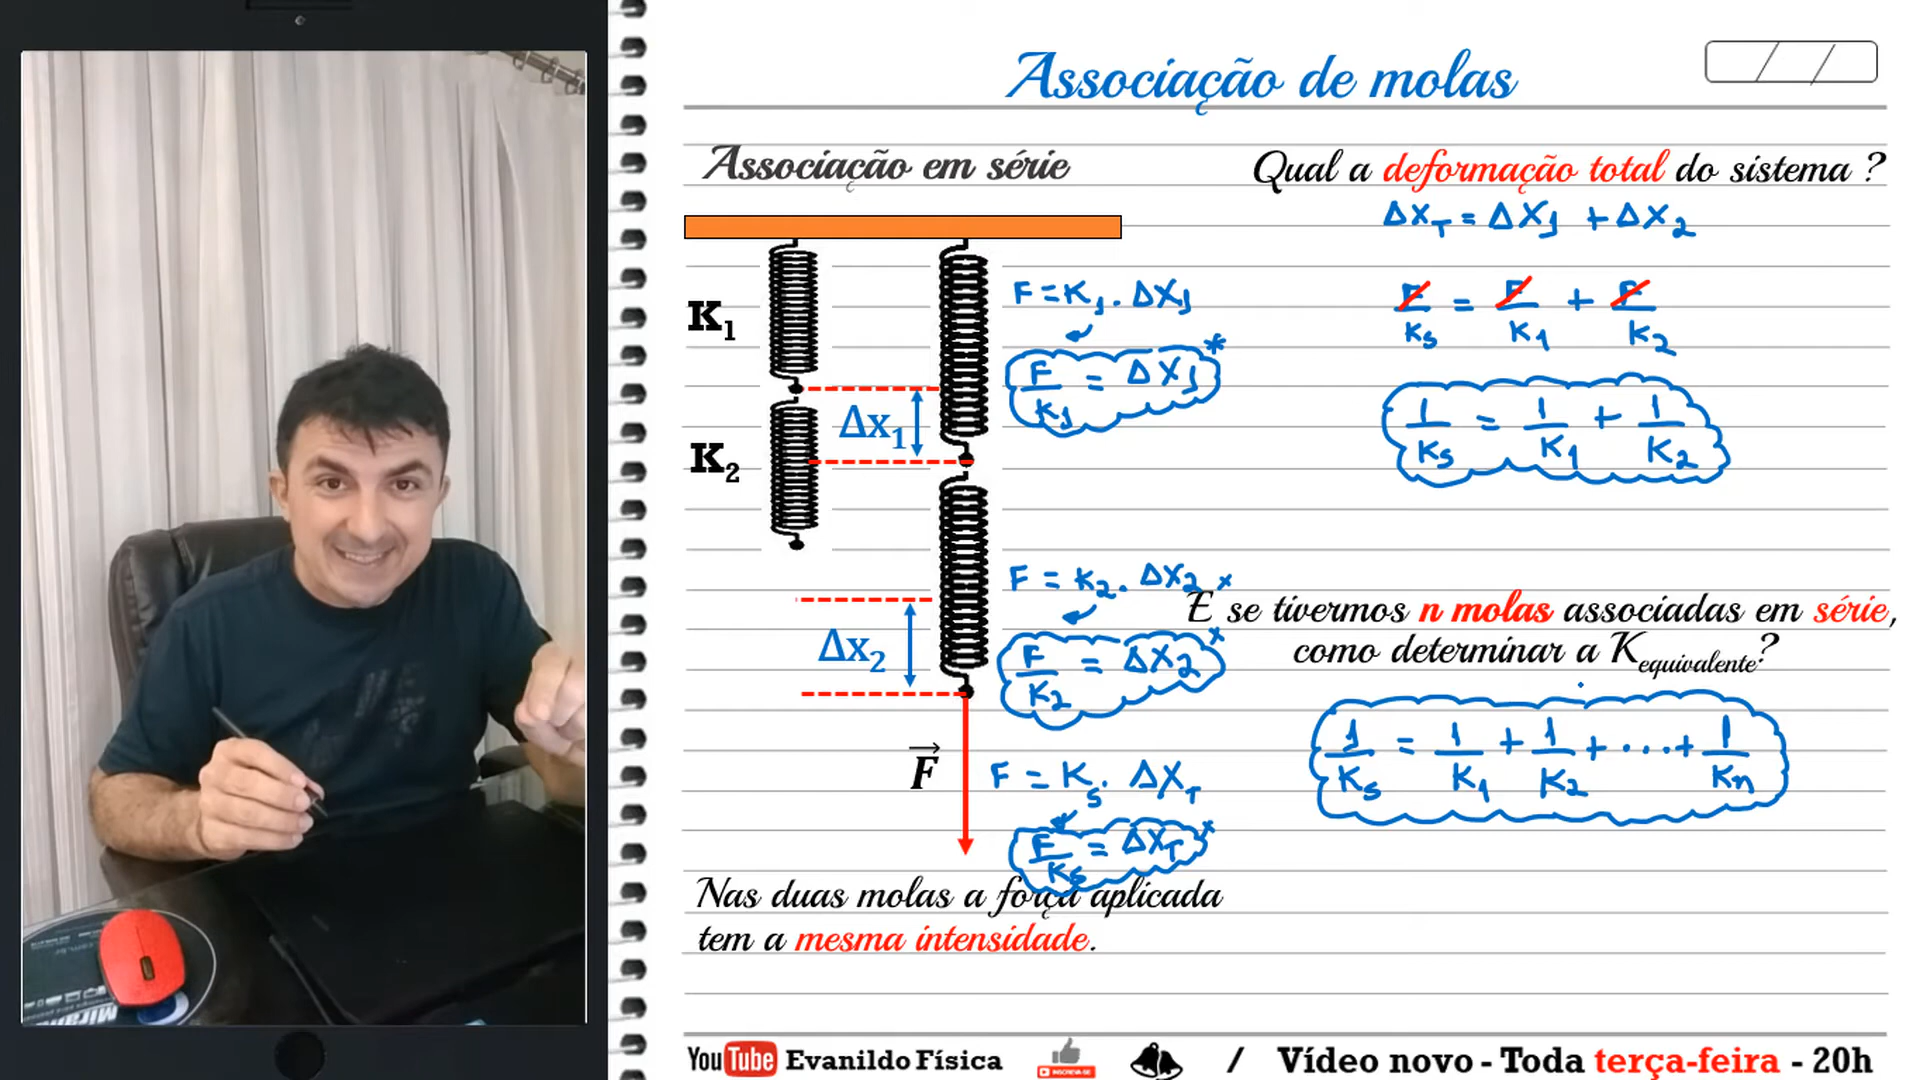 Associação de molas
/ /
Associação em série
K1
K2
Δx1
Δx2
F = K1 . ΔX1
F/K1 = ΔX1 *
F = K2 . ΔX2 x
F/K2 = ΔX2 x
F
F = Ks . ΔXT
F/Ks = ΔXT x
Nas duas molas a força aplicada
tem a mesma intensidade.
Qual a deformação total do sistema ?
ΔXT = ΔX1 + ΔX2
F/Ks = F/K1 + F/K2
1/Ks = 1/K1 + 1/K2
E se tivermos n molas associadas em série,
como determinar a Kequivalente?
1/Ks = 1/K1 + 1/K2 + ... + 1/Kn
YouTube Evanildo Física / Vídeo novo - Toda terça-feira - 20h
INSCREVA-SE